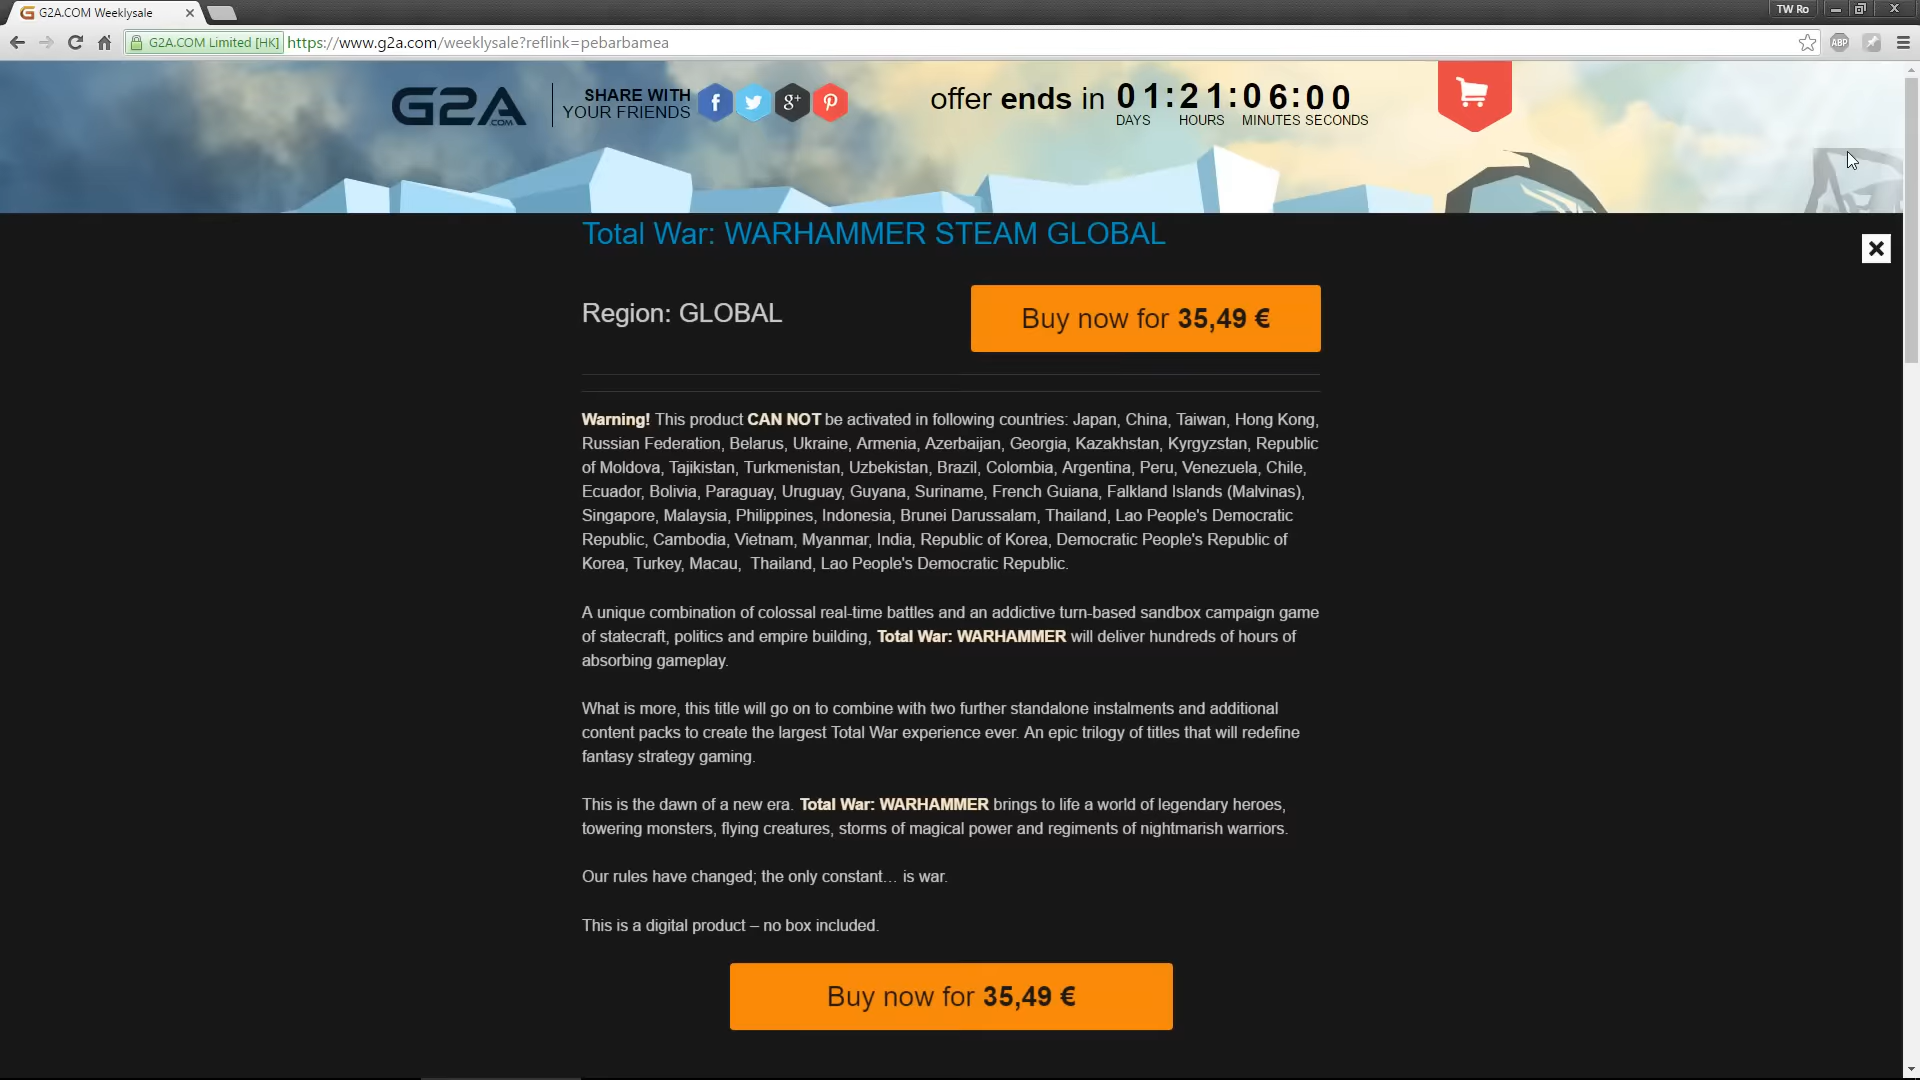 G2A.COM Weeklysale
TW Ro
G2A.COM Limited [HK] https://www.g2a.com/weeklysale?reflink=pebarbamea
ABP
G2A
.COM
SHARE WITH
YOUR FRIENDS
f
g+
offer ends in 01:21:06:00
DAYS HOURS MINUTES SECONDS
Total War: WARHAMMER STEAM GLOBAL
Region: GLOBAL
Buy now for 35,49 €
Warning! This product CAN NOT be activated in following countries: Japan, China, Taiwan, Hong Kong,
Russian Federation, Belarus, Ukraine, Armenia, Azerbaijan, Georgia, Kazakhstan, Kyrgyzstan, Republic
of Moldova, Tajikistan, Turkmenistan, Uzbekistan, Brazil, Colombia, Argentina, Peru, Venezuela, Chile,
Ecuador, Bolivia, Paraguay, Uruguay, Guyana, Suriname, French Guiana, Falkland Islands (Malvinas),
Singapore, Malaysia, Philippines, Indonesia, Brunei Darussalam, Thailand, Lao People's Democratic
Republic, Cambodia, Vietnam, Myanmar, India, Republic of Korea, Democratic People's Republic of
Korea, Turkey, Macau, Thailand, Lao People's Democratic Republic.
A unique combination of colossal real-time battles and an addictive turn-based sandbox campaign game
of statecraft, politics and empire building, Total War: WARHAMMER will deliver hundreds of hours of
absorbing gameplay.
What is more, this title will go on to combine with two further standalone instalments and additional
content packs to create the largest Total War experience ever. An epic trilogy of titles that will redefine
fantasy strategy gaming.
This is the dawn of a new era. Total War: WARHAMMER brings to life a world of legendary heroes,
towering monsters, flying creatures, storms of magical power and regiments of nightmarish warriors.
Our rules have changed; the only constant… is war.
This is a digital product – no box included.
Buy now for 35,49 €